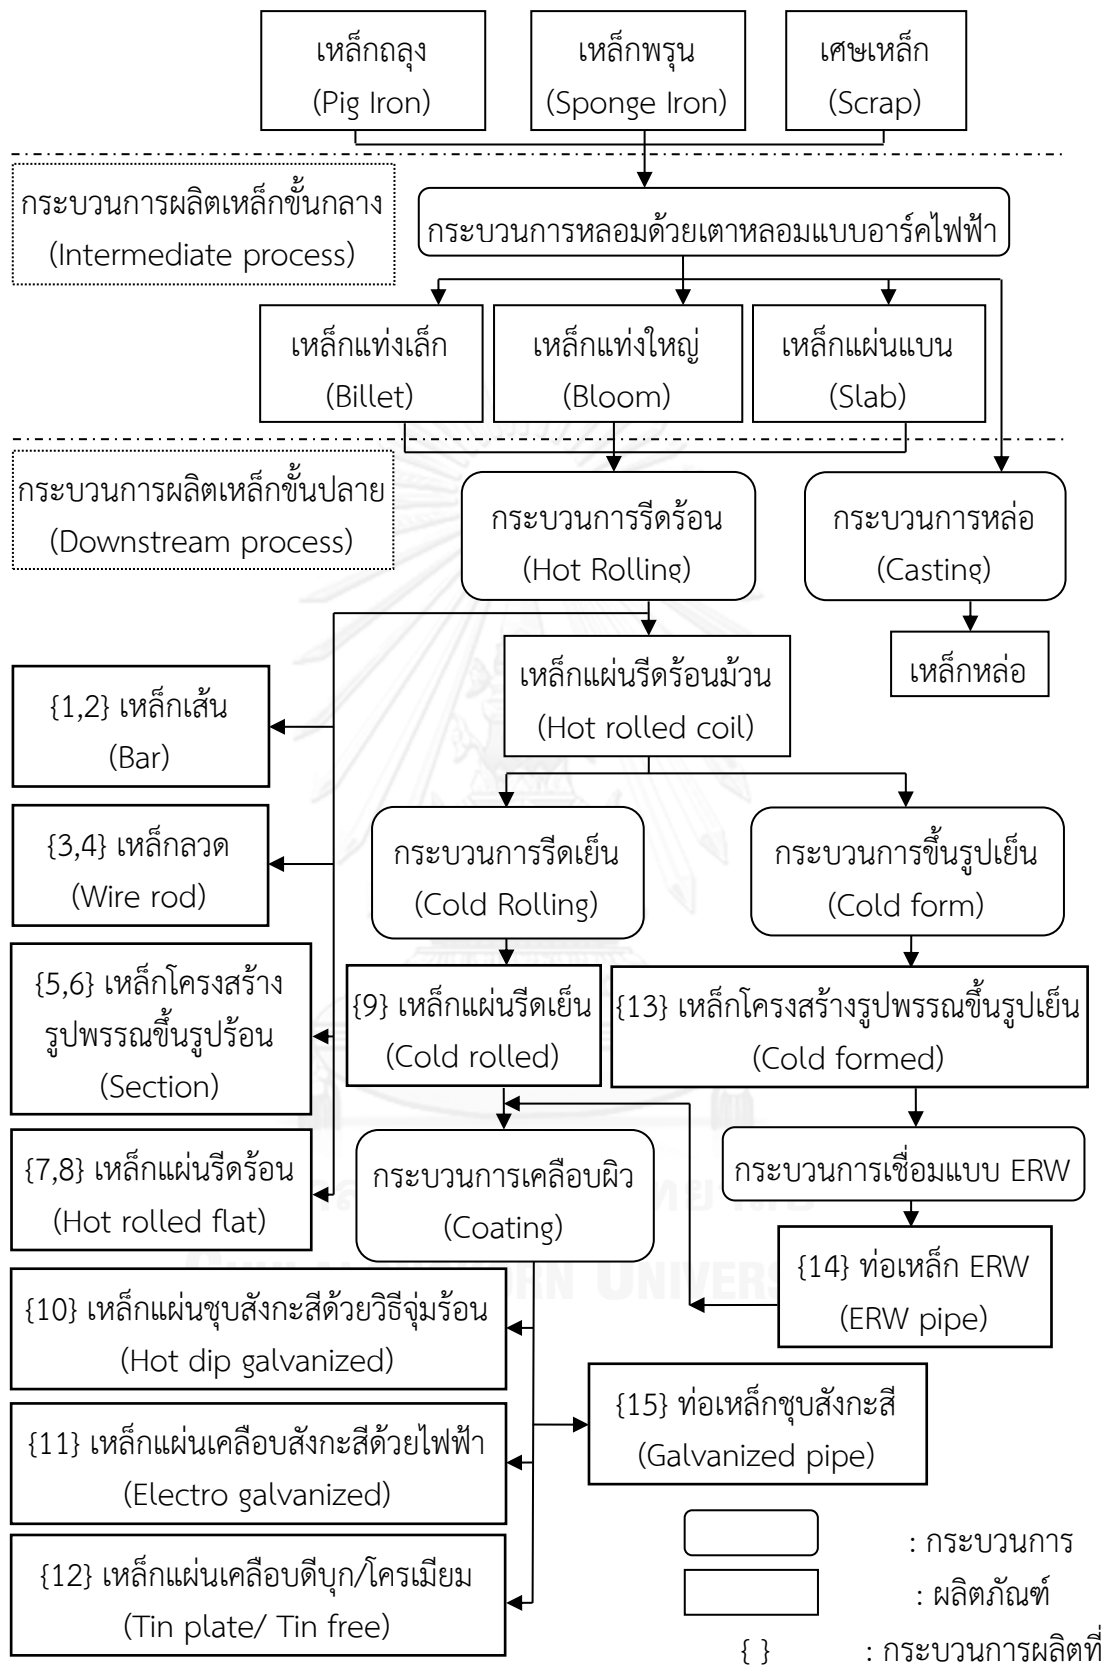 เหล็กถลุง
(Pig Iron)
เหล็กพรุน
(Sponge Iron)
เศษเหล็ก
(Scrap)
กระบวนการผลิตเหล็กขั้นกลาง
(Intermediate process)
กระบวนการหลอมด้วยเตาหลอมแบบอาร์คไฟฟ้า
เหล็กแท่งเล็ก
(Billet)
เหล็กแท่งใหญ่
(Bloom)
เหล็กแผ่นแบน
(Slab)
กระบวนการผลิตเหล็กขั้นปลาย
(Downstream process)
กระบวนการรีดร้อน
(Hot Rolling)
กระบวนการหล่อ
(Casting)
เหล็กแผ่นรีดร้อนม้วน
(Hot rolled coil)
เหล็กหล่อ
{1,2} เหล็กเส้น
(Bar)
{3,4} เหล็กลวด
(Wire rod)
กระบวนการรีดเย็น
(Cold Rolling)
กระบวนการขึ้นรูปเย็น
(Cold form)
{5,6} เหล็กโครงสร้าง
รูปพรรณขึ้นรูปร้อน
(Section)
{9} เหล็กแผ่นรีดเย็น
(Cold rolled)
{13} เหล็กโครงสร้างรูปพรรณขึ้นรูปเย็น
(Cold formed)
{7,8} เหล็กแผ่นรีดร้อน
(Hot rolled flat)
กระบวนการเคลือบผิว
(Coating)
กระบวนการเชื่อมแบบ ERW
{14} ท่อเหล็ก ERW
(ERW pipe)
{10} เหล็กแผ่นชุบสังกะสีด้วยวิธีจุ่มร้อน
(Hot dip galvanized)
{15} ท่อเหล็กชุบสังกะสี
(Galvanized pipe)
{11} เหล็กแผ่นเคลือบสังกะสีด้วยไฟฟ้า
(Electro galvanized)
{12} เหล็กแผ่นเคลือบดีบุก/โครเมียม
(Tin plate/ Tin free)
: กระบวนการ
: ผลิตภัณฑ์
{ } : กระบวนการผลิตที่